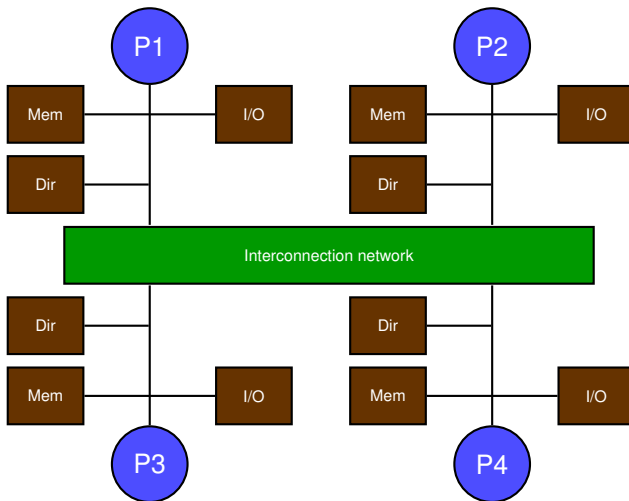 P1
P2
Mem
I/O
Mem
I/O
Dir
Dir
Interconnection network
Dir
Dir
Mem
I/O
Mem
I/O
P3
P4